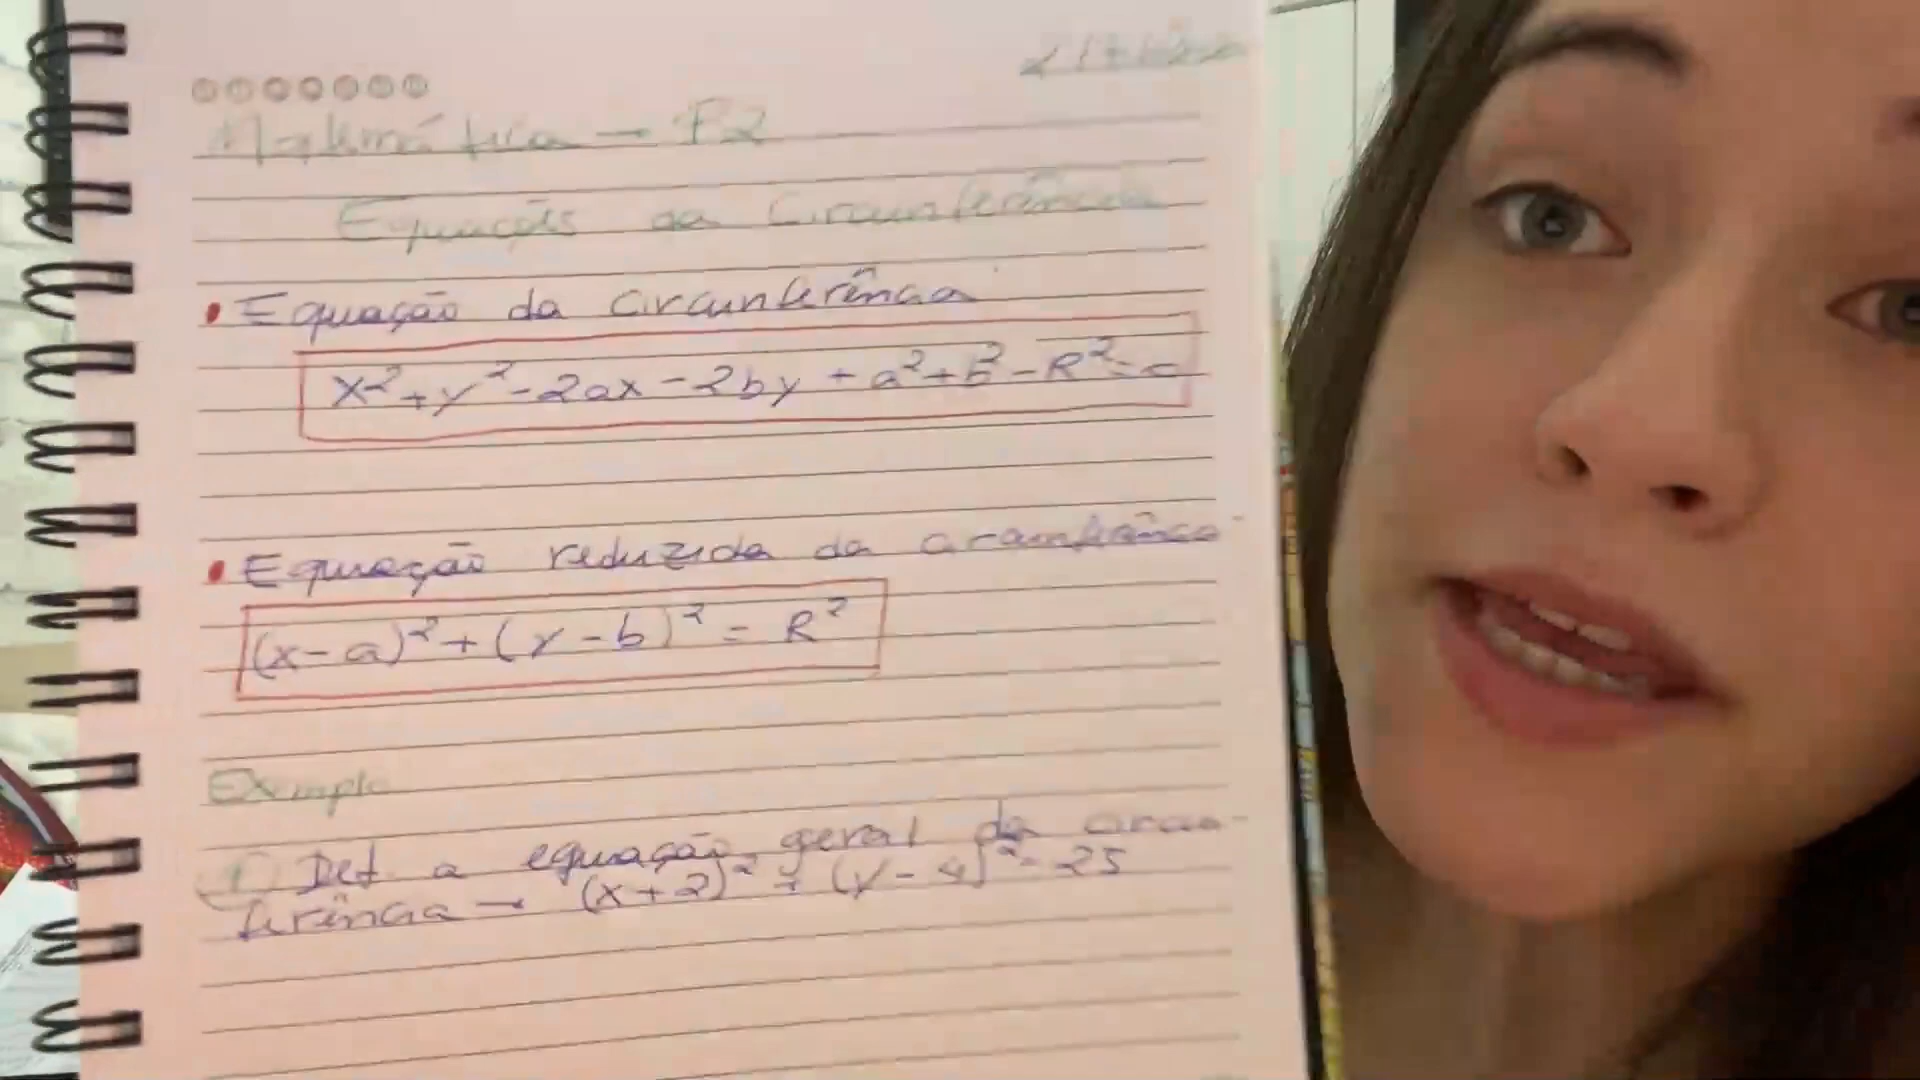 Matemática → F2
Equações da Circunferência
• Equação da circunferência
x² + y² - 2ax - 2by + a² + b² - R² = 0
• Equação reduzida da circunferência
(x - a)² + (y - b)² = R²
Exemplo
1) Det a equação geral da circun-
ferência → (x + 2)² + (y - 4)² = 25